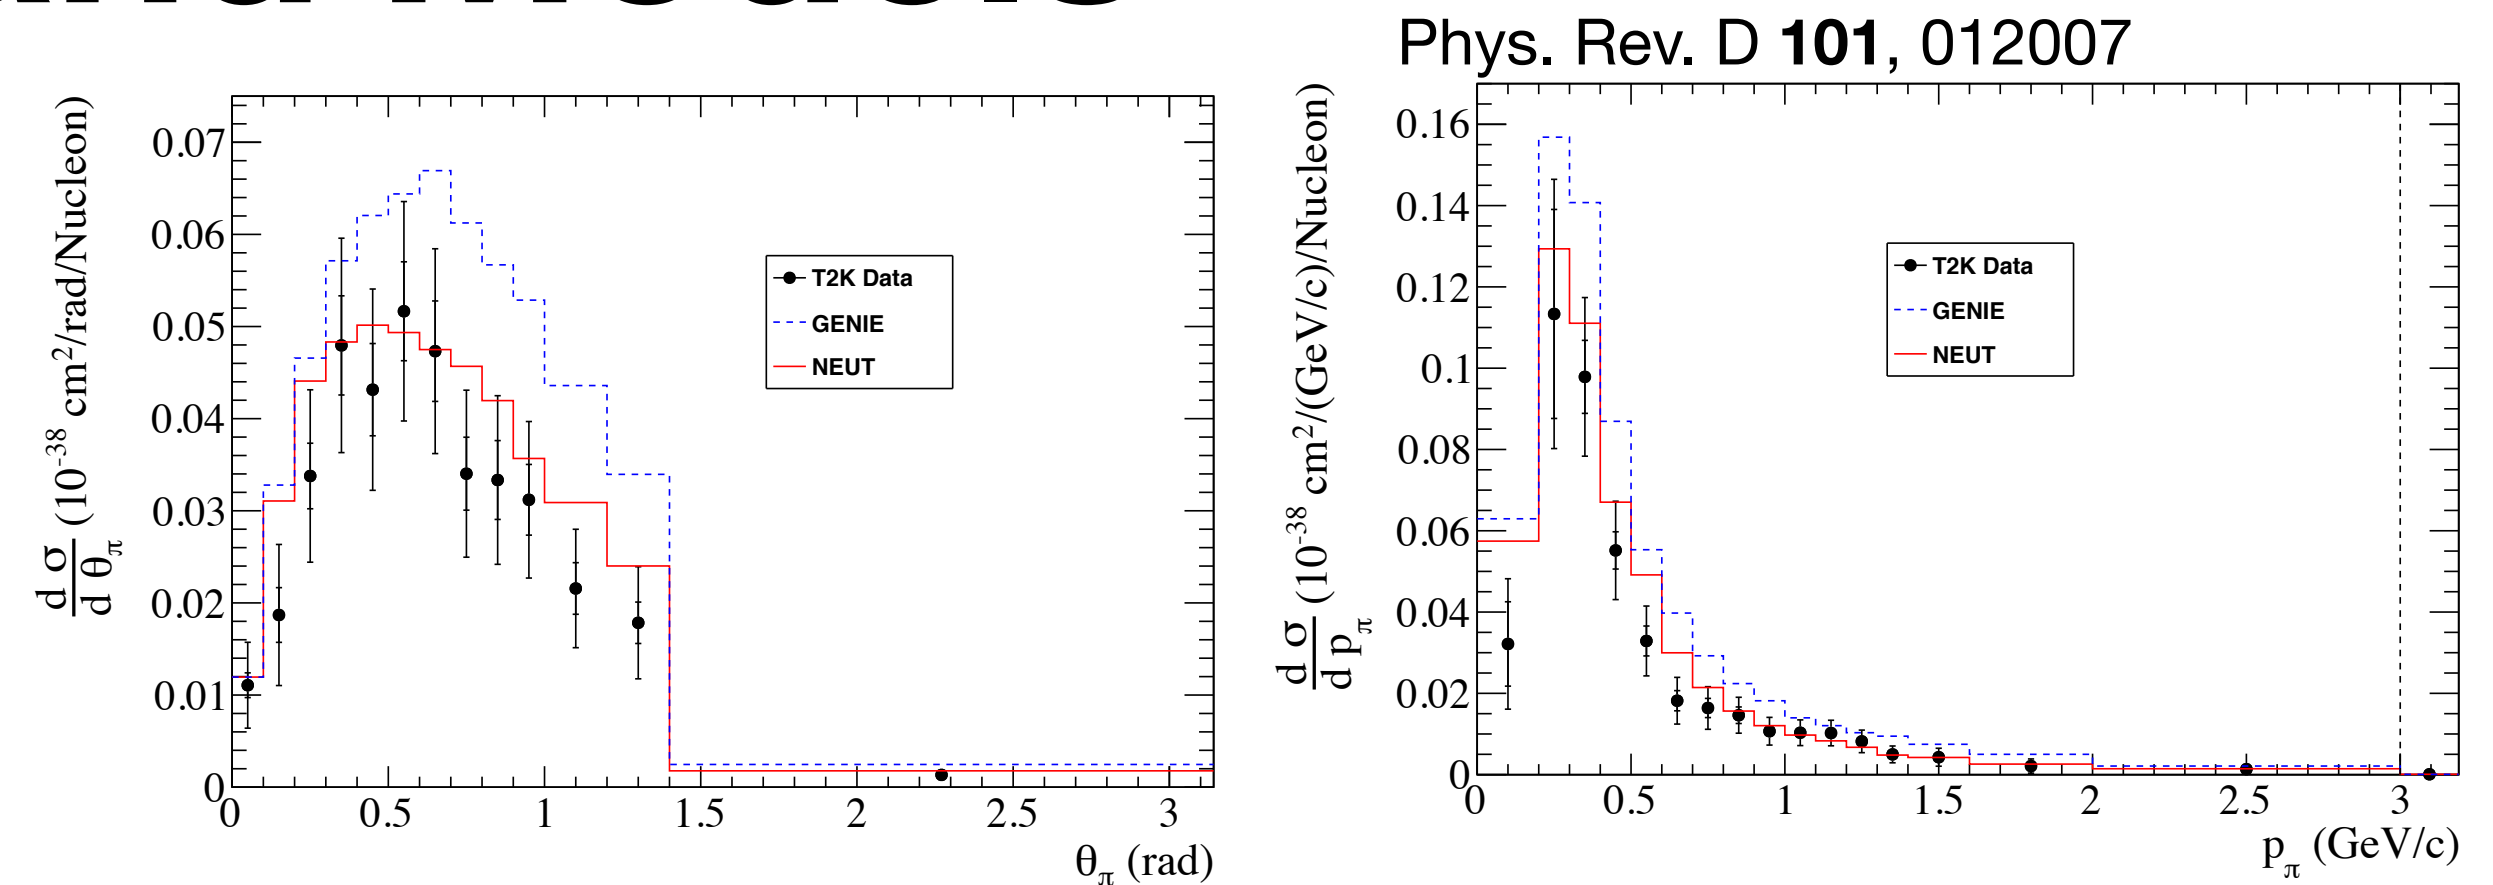 Phys. Rev. D 101, 012007
0.07
0.06
0.05
0.04
0.03
0.02
0.01
0
d σ
d θπ
(10-38 cm2/rad/Nucleon)
T2K Data
GENIE
NEUT
0 0.5 1 1.5 2 2.5 3
θπ (rad)
0.16
0.14
0.12
0.1
0.08
0.06
0.04
0.02
0
d σ
d pπ
(10-38 cm2/(GeV/c)/Nucleon)
T2K Data
GENIE
NEUT
0 0.5 1 1.5 2 2.5 3
pπ (GeV/c)